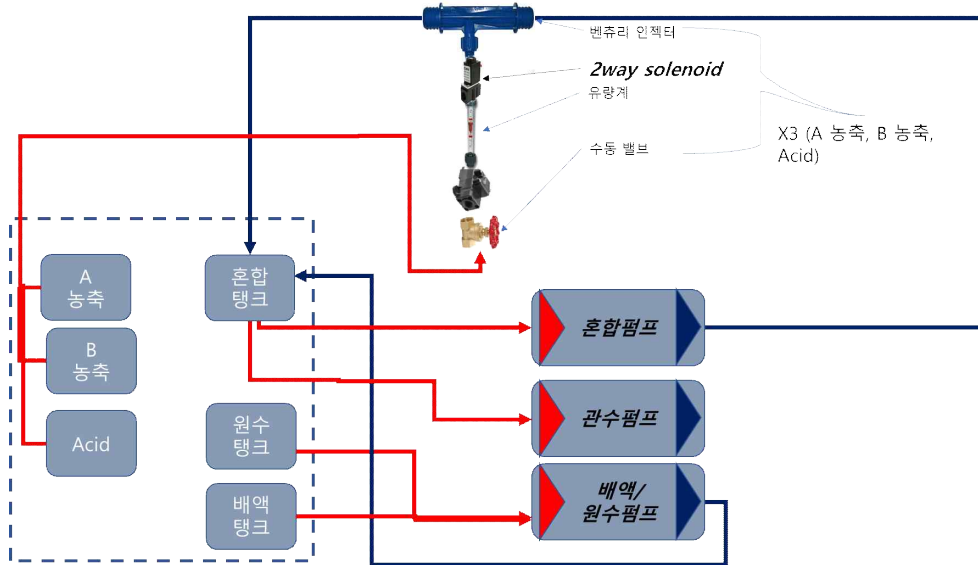 벤츄리 인젝터
2way solenoid
유량계
수동 밸브
X3 (A 농축, B 농축,
Acid)
A
농축
B
농축
Acid
혼합
탱크
원수
탱크
배액
탱크
혼합펌프
관수펌프
배액/
원수펌프